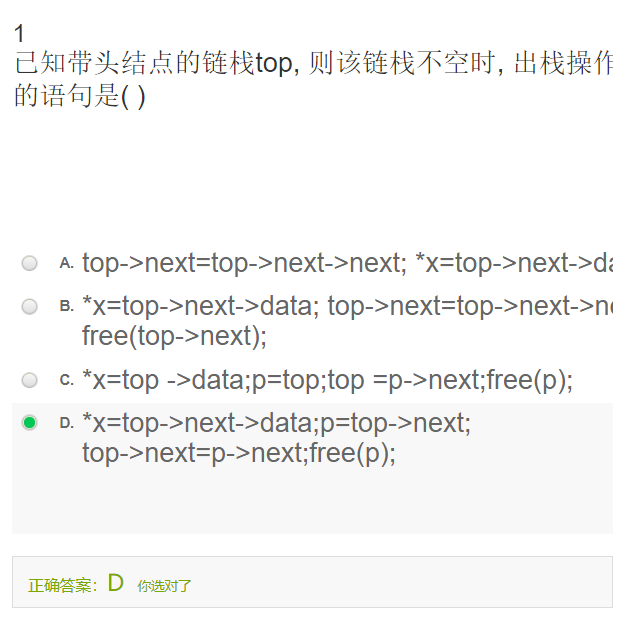 1
已知带头结点的链栈top, 则该链栈不空时, 出栈操作
的语句是( )
A. top->next=top->next->next; *x=top->next->da
B. *x=top->next->data; top->next=top->next->ne
free(top->next);
C. *x=top ->data;p=top;top =p->next;free(p);
D. *x=top->next->data;p=top->next;
top->next=p->next;free(p);
正确答案: D 你选对了